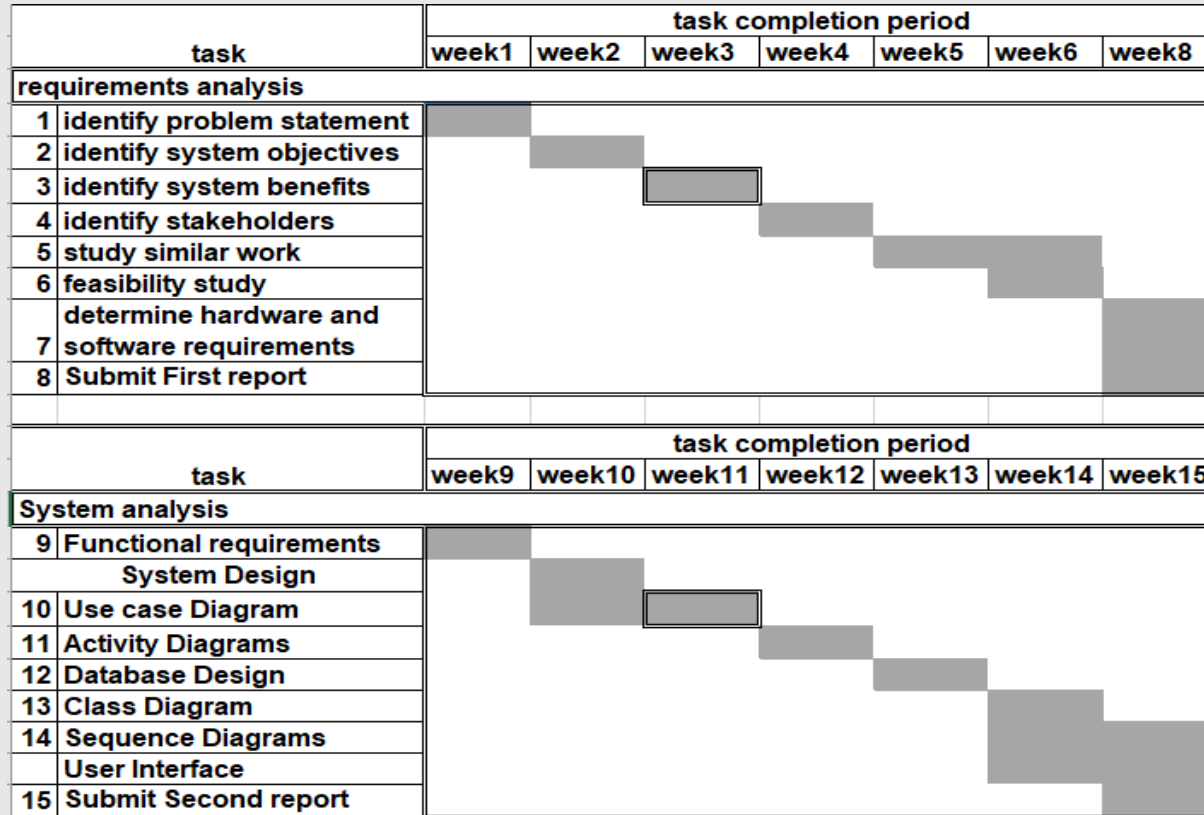 task completion period
task week1 week2 week3 week4 week5 week6 week8
requirements analysis
1 identify problem statement
2 identify system objectives
3 identify system benefits
4 identify stakeholders
5 study similar work
6 feasibility study
determine hardware and
7 software requirements
8 Submit First report
task completion period
task week9 week10 week11 week12 week13 week14 week15
System analysis
9 Functional requirements
System Design
10 Use case Diagram
11 Activity Diagrams
12 Database Design
13 Class Diagram
14 Sequence Diagrams
User Interface
15 Submit Second report